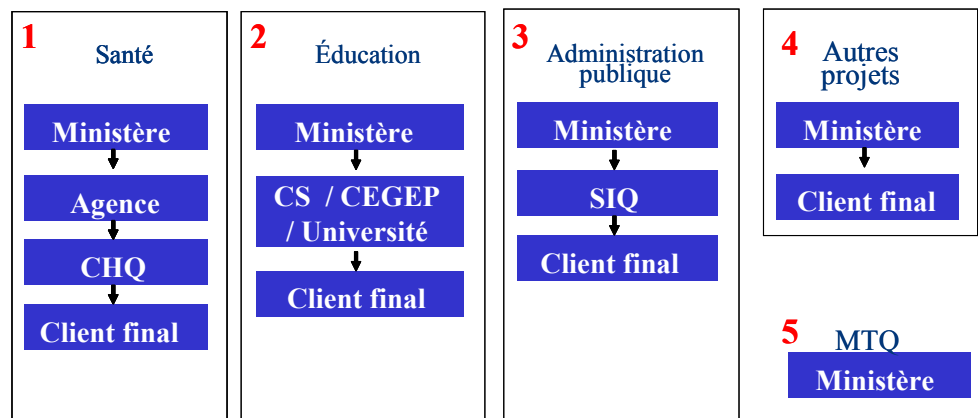 1
Santé
Ministère
Agence
CHQ
Client final
2
Éducation
Ministère
CS / CEGEP
/ Université
Client final
3
Administration
publique
Ministère
SIQ
Client final
4
Autres
projets
Ministère
Client final
5
MTQ
Ministère